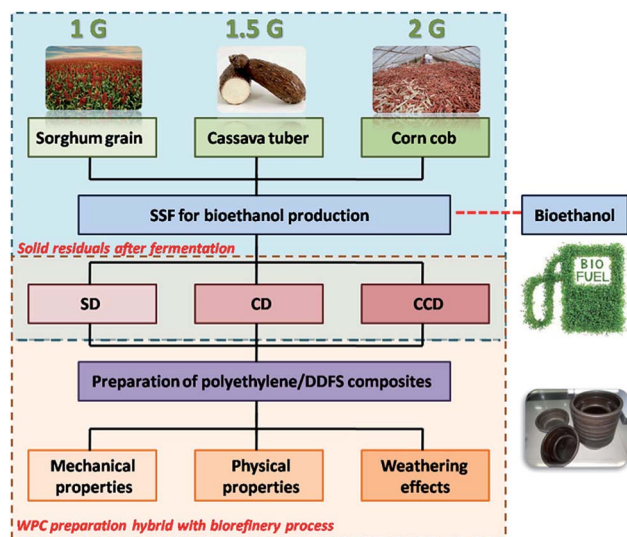 1 G
1.5 G
2 G
Sorghum grain
Cassava tuber
Corn cob
SSF for bioethanol production
Bioethanol
Solid residuals after fermentation
BIO
FUEL
SD
CD
CCD
Preparation of polyethylene/DDFS composites
Mechanical
properties
Physical
properties
Weathering
effects
WPC preparation hybrid with biorefinery process